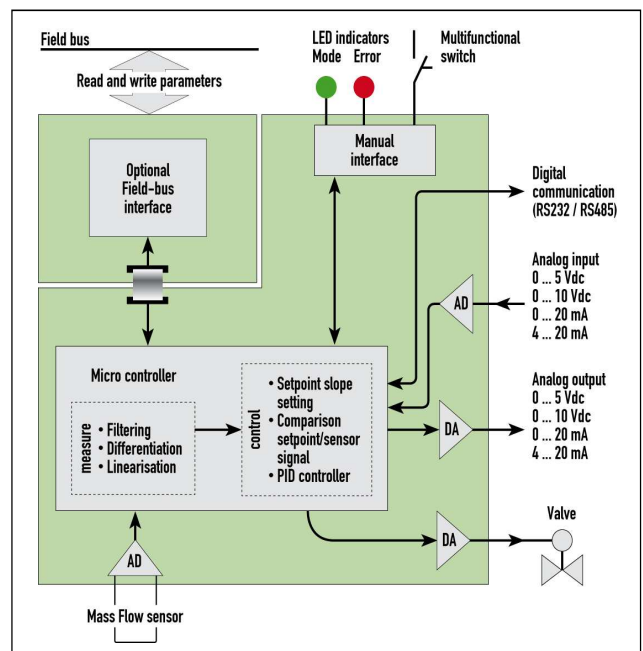 Field bus
Read and write parameters
LED indicators
Mode Error
Multifunctional
switch
Optional
Field-bus
interface
Manual
interface
Digital
communication
(RS232 / RS485)
Analog input
0 ... 5 Vdc
0 ... 10 Vdc
0 ... 20 mA
4 ... 20 mA
AD
Micro controller
measure
• Filtering
• Differentiation
• Linearisation
control
• Setpoint slope
setting
• Comparison
setpoint/sensor
signal
• PID controller
DA
Analog output
0 ... 5 Vdc
0 ... 10 Vdc
0 ... 20 mA
4 ... 20 mA
DA
Valve
AD
Mass Flow sensor